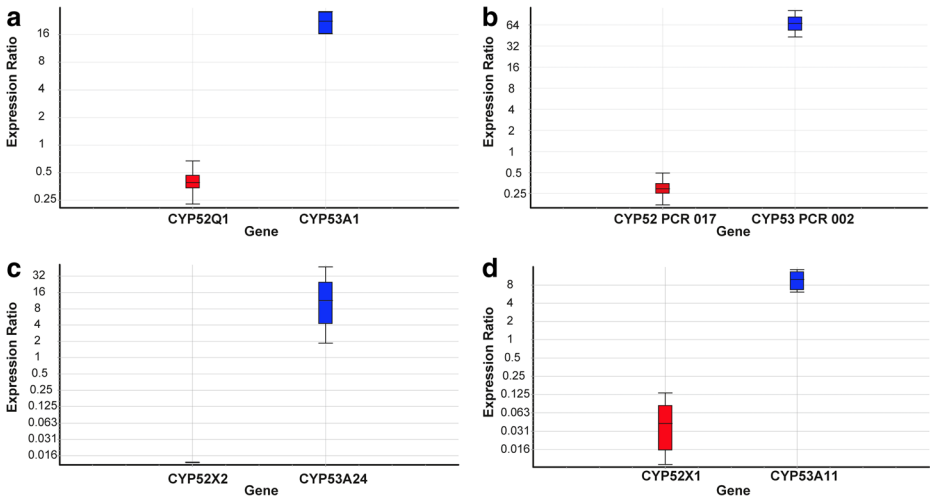 a
Expression Ratio
16
8
4
2
1
0.5
0.25
CYP52Q1 CYP53A1
Gene
b
Expression Ratio
64
32
16
8
4
2
1
0.5
0.25
CYP52 PCR 017 CYP53 PCR 002
Gene
c
Expression Ratio
32
16
8
4
2
1
0.5
0.25
0.125
0.063
0.031
0.016
CYP52X2 CYP53A24
Gene
d
Expression Ratio
8
4
2
1
0.5
0.25
0.125
0.063
0.031
0.016
CYP52X1 CYP53A11
Gene